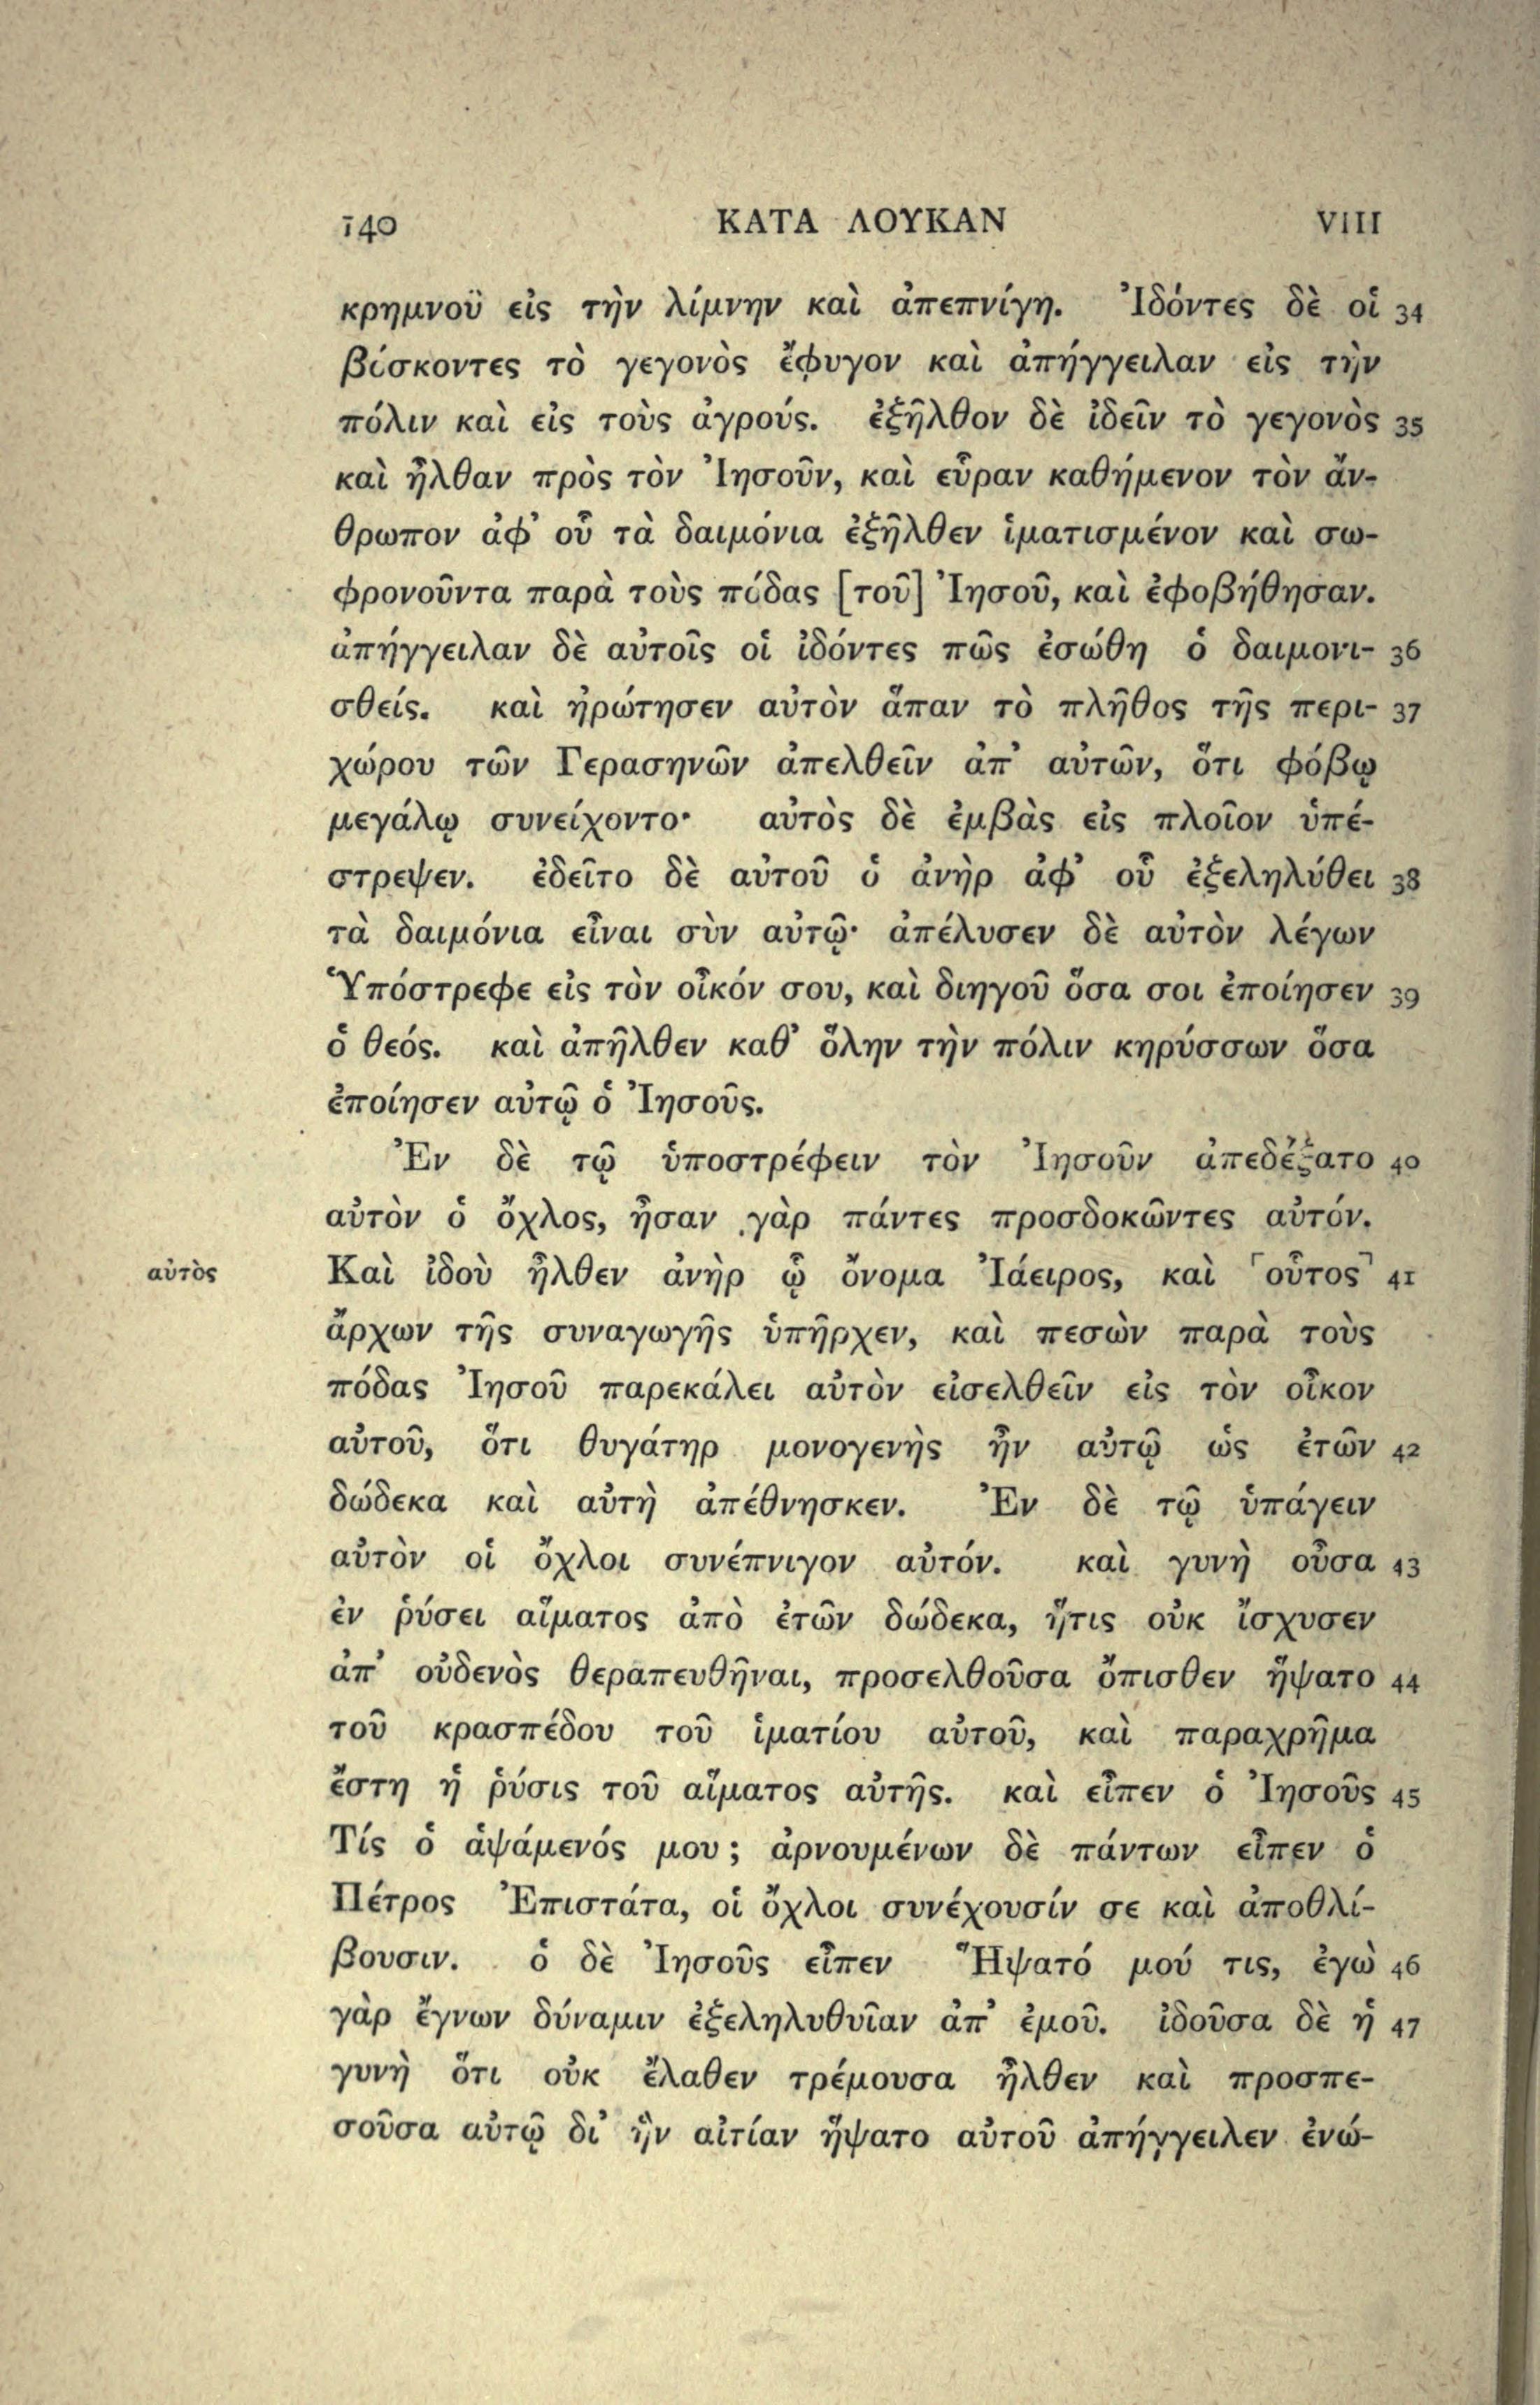 140 ΚΑΤΑ ΛΟΥΚΑΝ VIII
κρημνοῦ εἰς τὴν λίμνην καὶ ἀπεπνίγη. Ἰδόντες δὲ οἱ 34
βόσκοντες τὸ γεγονὸς ἔφυγον καὶ ἀπήγγειλαν εἰς τὴν
πόλιν καὶ εἰς τοὺς ἀγρούς. ἐξῆλθον δὲ ἰδεῖν τὸ γεγονὸς 35
καὶ ἦλθαν πρὸς τὸν Ἰησοῦν, καὶ εὗραν καθήμενον τὸν ἄν-
θρωπον ἀφ' οὗ τὰ δαιμόνια ἐξῆλθεν ἱματισμένον καὶ σω-
φρονοῦντα παρὰ τοὺς πόδας [τοῦ] Ἰησοῦ, καὶ ἐφοβήθησαν.
ἀπήγγειλαν δὲ αὐτοῖς οἱ ἰδόντες πῶς ἐσώθη ὁ δαιμονι- 36
σθείς. καὶ ἠρώτησεν αὐτὸν ἅπαν τὸ πλῆθος τῆς περι- 37
χώρου τῶν Γερασηνῶν ἀπελθεῖν ἀπ' αὐτῶν, ὅτι φόβῳ
μεγάλῳ συνείχοντο· αὐτὸς δὲ ἐμβὰς εἰς πλοῖον ὑπέ-
στρεψεν. ἐδεῖτο δὲ αὐτοῦ ὁ ἀνὴρ ἀφ' οὗ ἐξεληλύθει 38
τὰ δαιμόνια εἶναι σὺν αὐτῷ· ἀπέλυσεν δὲ αὐτὸν λέγων
Ὑπόστρεφε εἰς τὸν οἶκόν σου, καὶ διηγοῦ ὅσα σοι ἐποίησεν 39
ὁ θεός. καὶ ἀπῆλθεν καθ' ὅλην τὴν πόλιν κηρύσσων ὅσα
ἐποίησεν αὐτῷ ὁ Ἰησοῦς.
Ἐν δὲ τῷ ὑποστρέφειν τὸν Ἰησοῦν ἀπεδέξατο 40
αὐτὸν ὁ ὄχλος, ἦσαν γὰρ πάντες προσδοκῶντες αὐτόν.
αὐτὸς Καὶ ἰδοὺ ἦλθεν ἀνὴρ ᾧ ὄνομα Ἰάειρος, καὶ ⸀οὗτος⸣ 41
ἄρχων τῆς συναγωγῆς ὑπῆρχεν, καὶ πεσὼν παρὰ τοὺς
πόδας Ἰησοῦ παρεκάλει αὐτὸν εἰσελθεῖν εἰς τὸν οἶκον
αὐτοῦ, ὅτι θυγάτηρ μονογενὴς ἦν αὐτῷ ὡς ἐτῶν 42
δώδεκα καὶ αὐτὴ ἀπέθνησκεν. Ἐν δὲ τῷ ὑπάγειν
αὐτὸν οἱ ὄχλοι συνέπνιγον αὐτόν. καὶ γυνὴ οὖσα 43
ἐν ῥύσει αἵματος ἀπὸ ἐτῶν δώδεκα, ἥτις οὐκ ἴσχυσεν
ἀπ' οὐδενὸς θεραπευθῆναι, προσελθοῦσα ὄπισθεν ἥψατο 44
τοῦ κρασπέδου τοῦ ἱματίου αὐτοῦ, καὶ παραχρῆμα
ἔστη ἡ ῥύσις τοῦ αἵματος αὐτῆς. καὶ εἶπεν ὁ Ἰησοῦς 45
Τίς ὁ ἁψάμενός μου; ἀρνουμένων δὲ πάντων εἶπεν ὁ
Πέτρος Ἐπιστάτα, οἱ ὄχλοι συνέχουσίν σε καὶ ἀποθλί-
βουσιν. ὁ δὲ Ἰησοῦς εἶπεν Ἥψατό μού τις, ἐγὼ 46
γὰρ ἔγνων δύναμιν ἐξεληλυθυῖαν ἀπ' ἐμοῦ. ἰδοῦσα δὲ ἡ 47
γυνὴ ὅτι οὐκ ἔλαθεν τρέμουσα ἦλθεν καὶ προσπε-
σοῦσα αὐτῷ δι' ἣν αἰτίαν ἥψατο αὐτοῦ ἀπήγγειλεν ἐνώ-